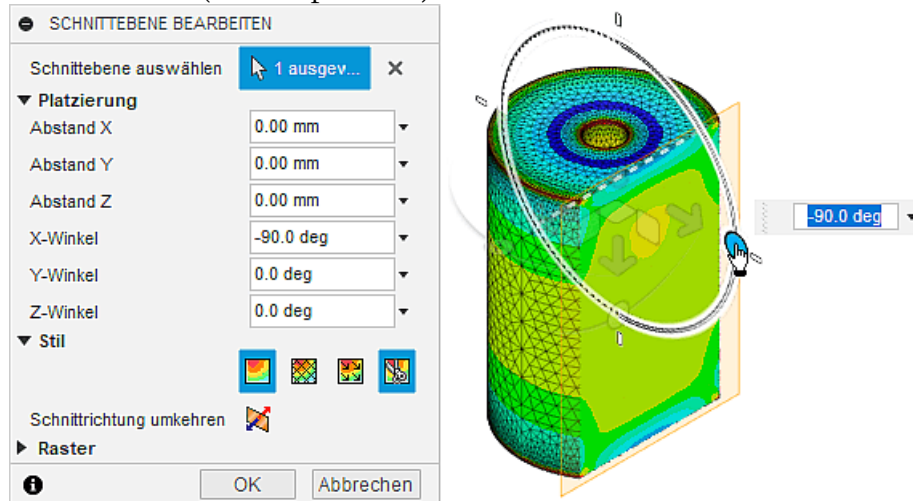 SCHNITTEBENE BEARBEITEN
Schnittebene auswählen 1 ausgew...
Platzierung
Abstand X 0.00 mm
Abstand Y 0.00 mm
Abstand Z 0.00 mm
X-Winkel -90.0 deg
Y-Winkel 0.0 deg
Z-Winkel 0.0 deg
Stil
Schnittrichtung umkehren
Raster
OK Abbrechen
-90.0 deg